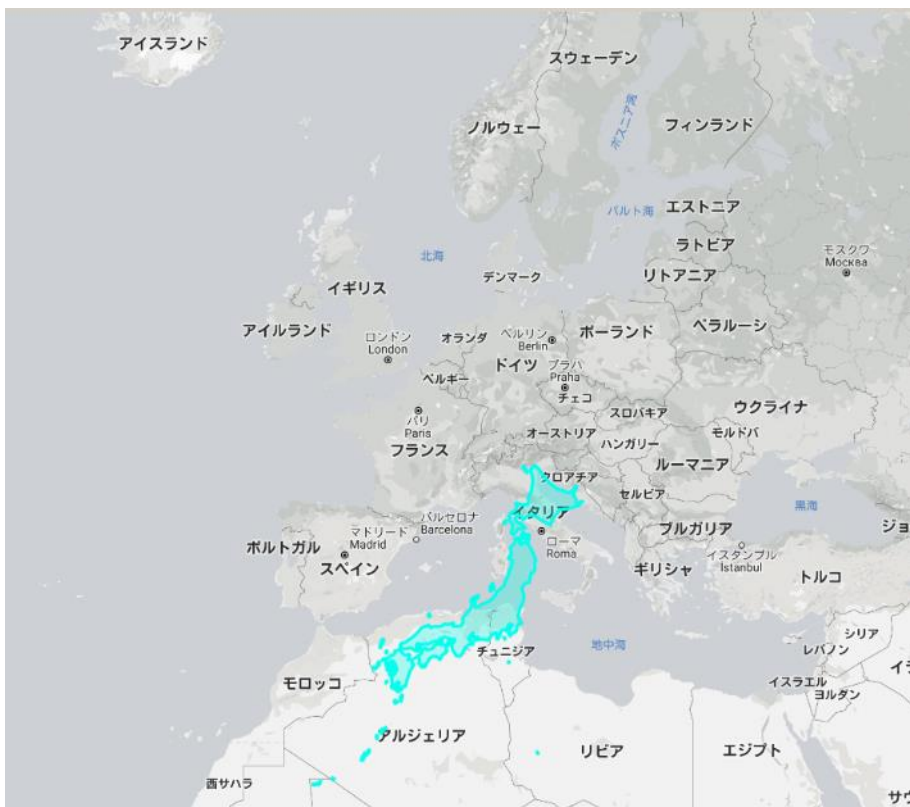 アイスランド
スウェーデン
ノルウェー
フィンランド
ボスニア湾
バルト海
エストニア
ラトビア
リトアニア
モスクワ
Москва
北海
デンマーク
イギリス
アイルランド
ロンドン
London
オランダ
ベルリン
Berlin
ポーランド
ベラルーシ
ベルギー
ドイツ
プラハ
Praha
チェコ
パリ
Paris
フランス
スロバキア
ウクライナ
オーストリア
ハンガリー
モルドバ
ルーマニア
クロアチア
セルビア
黒海
イタリア
ローマ
Roma
ブルガリア
ジョ
バルセロナ
Barcelona
マドリード
Madrid
ポルトガル
スペイン
イスタンブル
İstanbul
ギリシャ
トルコ
シリア
レバノン
地中海
チュニジア
イスラエル
ヨルダン
イラ
モロッコ
アルジェリア
リビア
エジプト
西サハラ
サウ